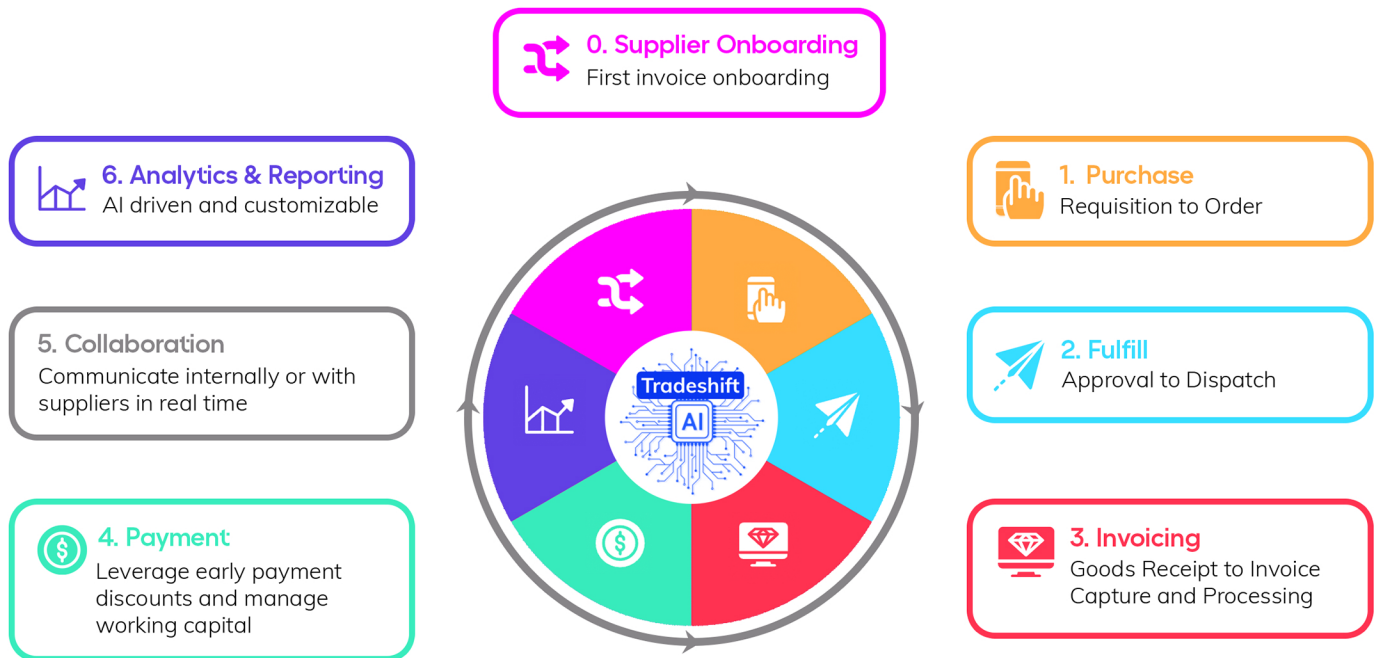 0. Supplier Onboarding
First invoice onboarding
6. Analytics & Reporting
AI driven and customizable
1. Purchase
Requisition to Order
5. Collaboration
Communicate internally or with
suppliers in real time
2. Fulfill
Approval to Dispatch
Tradeshift
AI
4. Payment
Leverage early payment
discounts and manage
working capital
3. Invoicing
Goods Receipt to Invoice
Capture and Processing